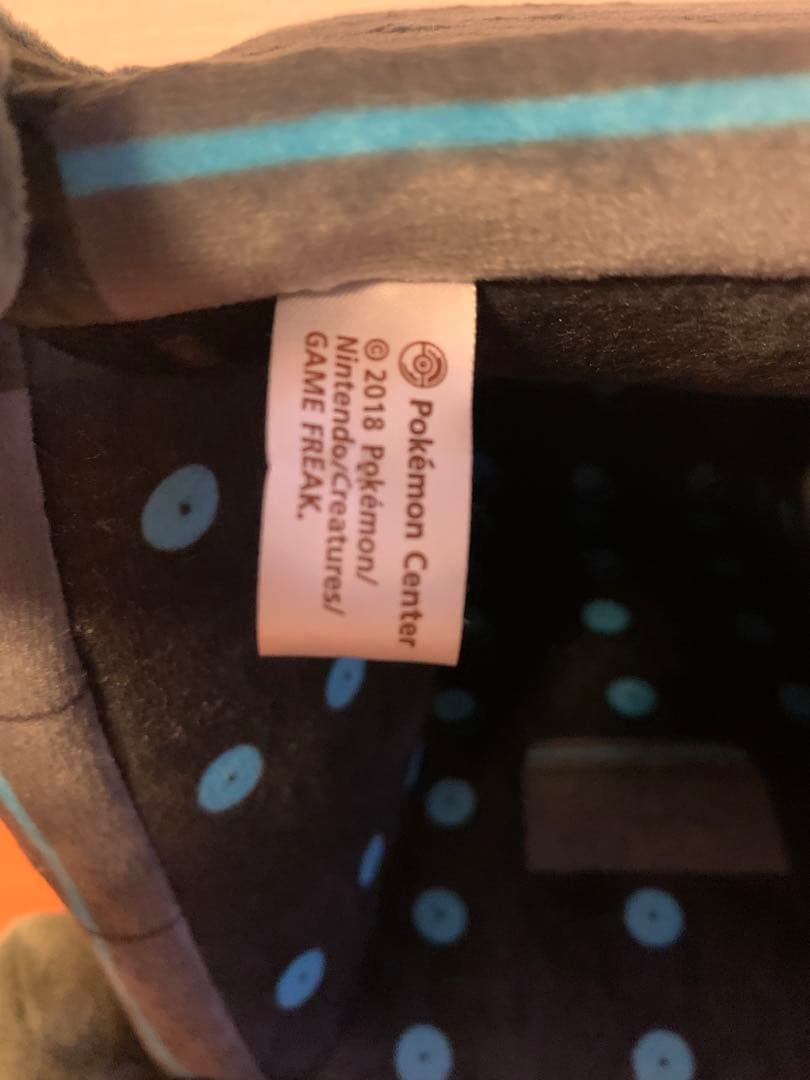 Pokémon Center
© 2018 Pokémon/
Nintendo/Creatures/
GAME FREAK.